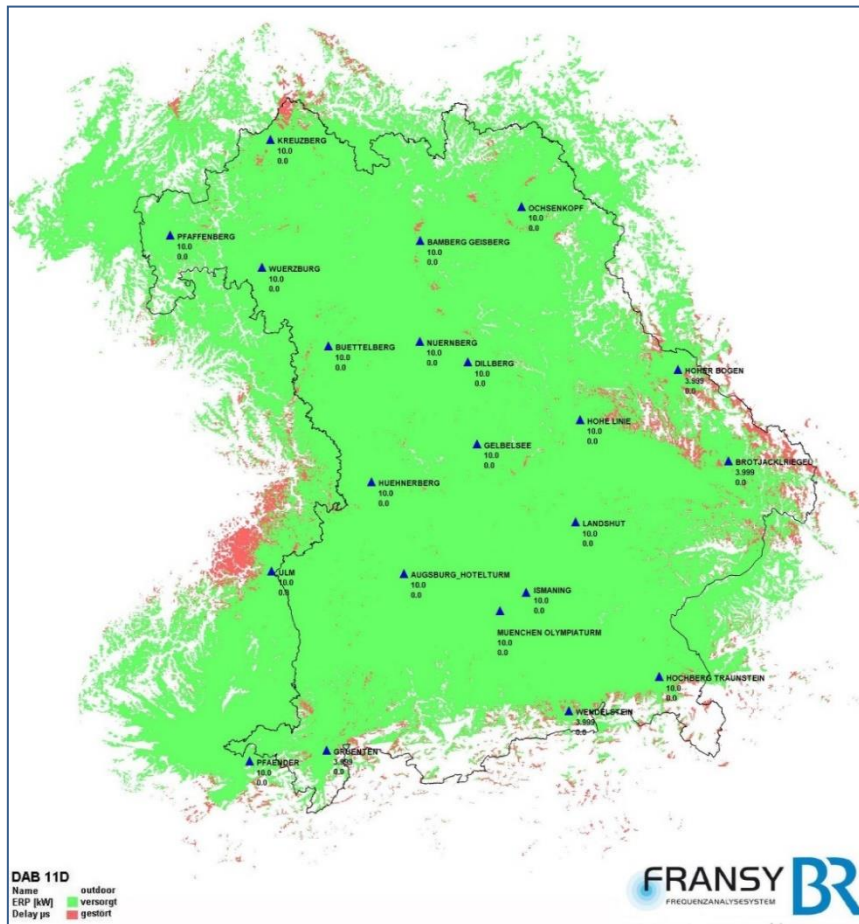 KREUZBERG
10.0
0.0
OCHSENKOPF
10.0
0.0
PFAFFENBERG
10.0
0.0
BAMBERG GEISBERG
10.0
0.0
WUERZBURG
10.0
0.0
BUETTELBERG
10.0
0.0
NUERNBERG
10.0
0.0
DILLBERG
10.0
0.0
HOHER BOGEN
3.999
0.0
HOHE LINIE
10.0
0.0
GELBELSEE
10.0
0.0
BROTJACKLRIEGEL
3.999
0.0
HUEHNERBERG
10.0
0.0
LANDSHUT
10.0
0.0
ULM
10.0
0.0
AUGSBURG_HOTELTURM
10.0
0.0
ISMANING
10.0
0.0
MUENCHEN OLYMPIATURM
10.0
0.0
HOCHBERG TRAUNSTEIN
10.0
0.0
WENDELSTEIN
3.999
0.0
GRUENTEN
3.999
0.0
PFAENDER
10.0
0.0
DAB 11D
Name outdoor
ERP [kW] versorgt
Delay µs gestört
FRANSY
FREQUENZANALYSESYSTEM
BR